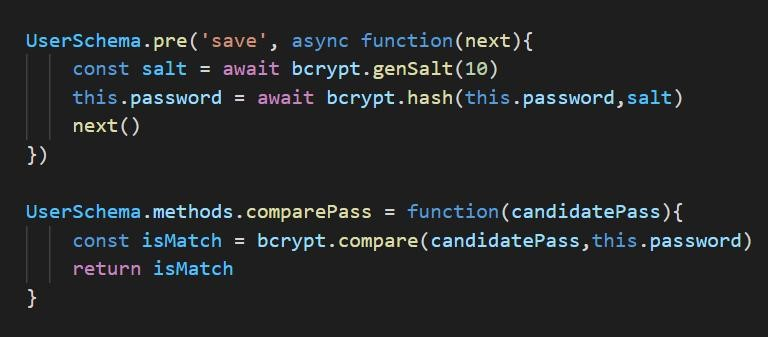 UserSchema.pre('save', async function(next){
    const salt = await bcrypt.genSalt(10)
    this.password = await bcrypt.hash(this.password,salt)
    next()
})

UserSchema.methods.comparePass = function(candidatePass){
    const isMatch = bcrypt.compare(candidatePass,this.password)
    return isMatch
}